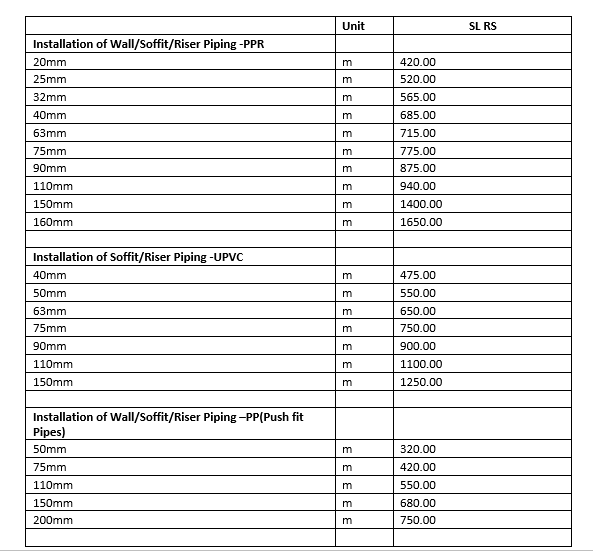 Unit SL RS
Installation of Wall/Soffit/Riser Piping -PPR
20mm m 420.00
25mm m 520.00
32mm m 565.00
40mm m 685.00
63mm m 715.00
75mm m 775.00
90mm m 875.00
110mm m 940.00
150mm m 1400.00
160mm m 1650.00
Installation of Soffit/Riser Piping -UPVC
40mm m 475.00
50mm m 550.00
63mm m 650.00
75mm m 750.00
90mm m 900.00
110mm m 1100.00
150mm m 1250.00
Installation of Wall/Soffit/Riser Piping –PP(Push fit
Pipes)
50mm m 320.00
75mm m 420.00
110mm m 550.00
150mm m 680.00
200mm m 750.00